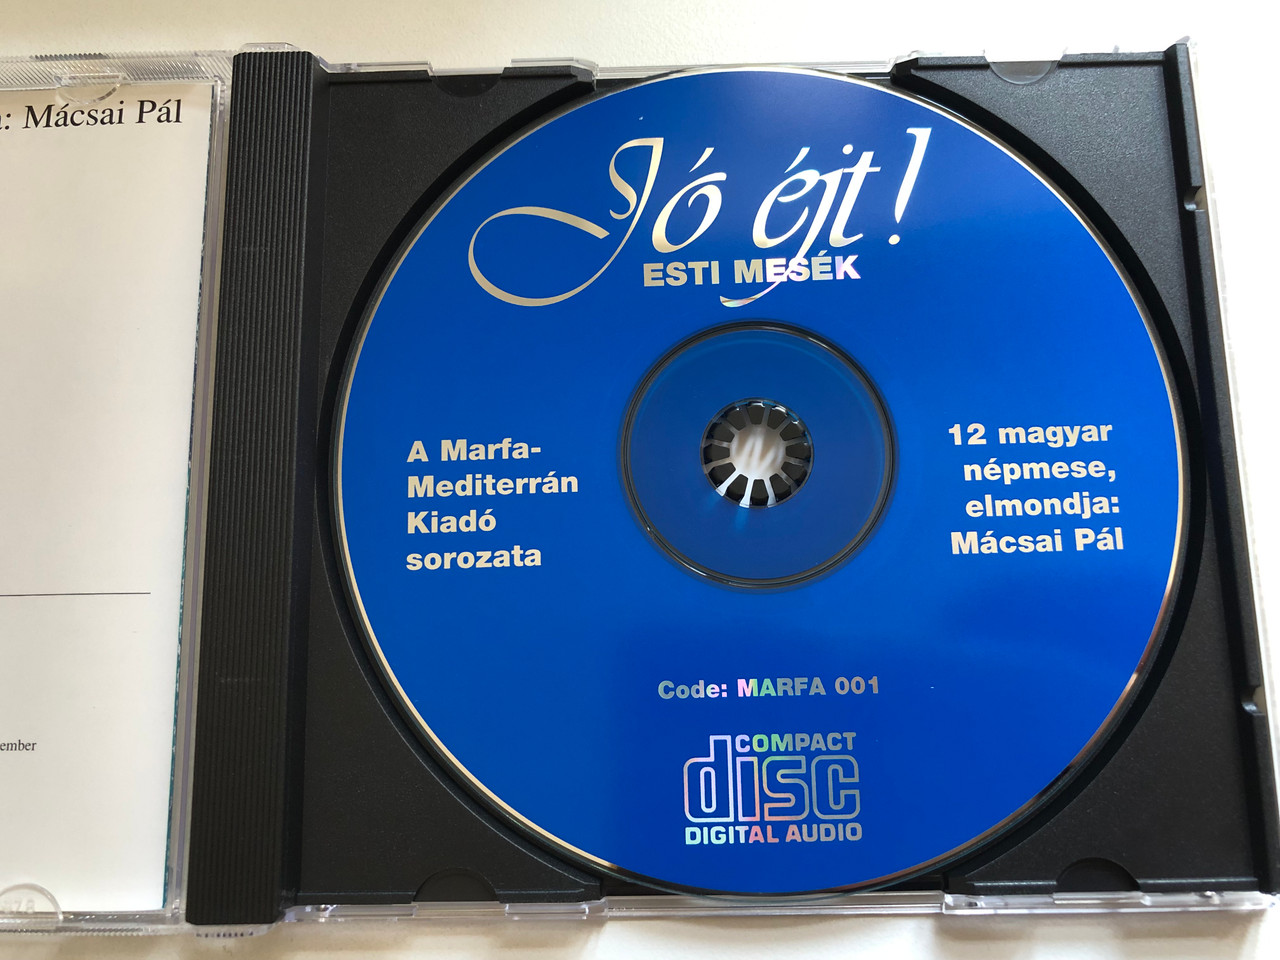 a: Mácsai Pál
ember
Jó éjt!
ESTI MESÉK
A Marfa-
Mediterrán
Kiadó
sorozata
12 magyar
népmese,
elmondja:
Mácsai Pál
Code: MARFA 001
COMPACT
disc
DIGITAL AUDIO